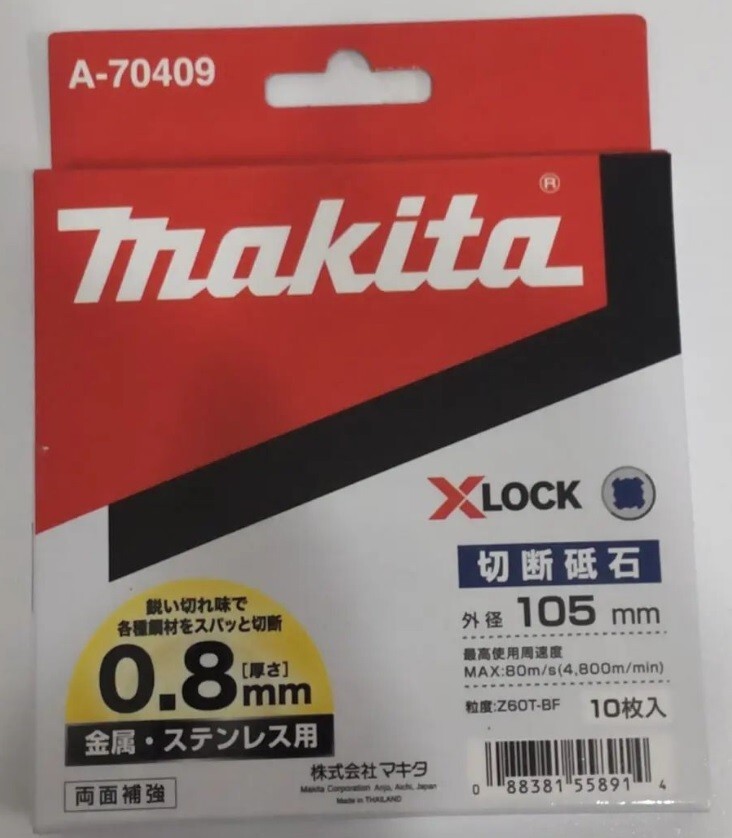 A-70409
makita®
XLOCK
切断砥石
外径 105 mm
最高使用周速度
MAX:80m/s(4,800m/min)
粒度:Z60T-BF 10枚入
鋭い切れ味で
各種鋼材をスパッと切断
0.8[厚さ]mm
金属・ステンレス用
両面補強
株式会社マキタ
Makita Corporation Anjo, Aichi, Japan
Made in THAILAND
0 88381 55891 4